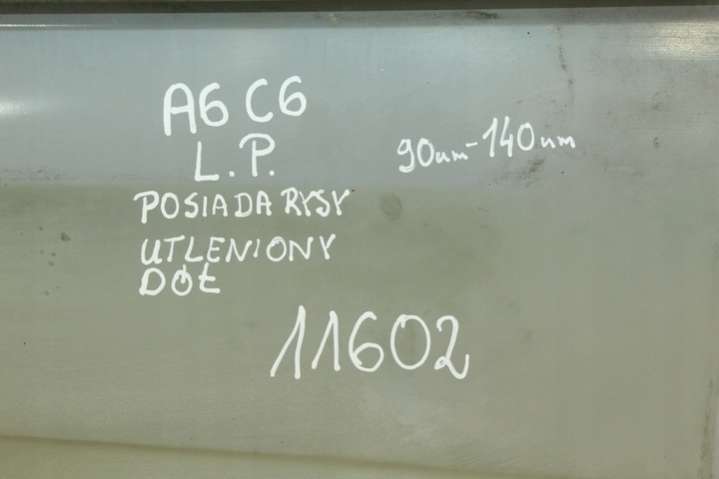 A6 C6
L.P.
90um-140um
POSIADA RYSY
UTLENIONY
DÓŁ
11602